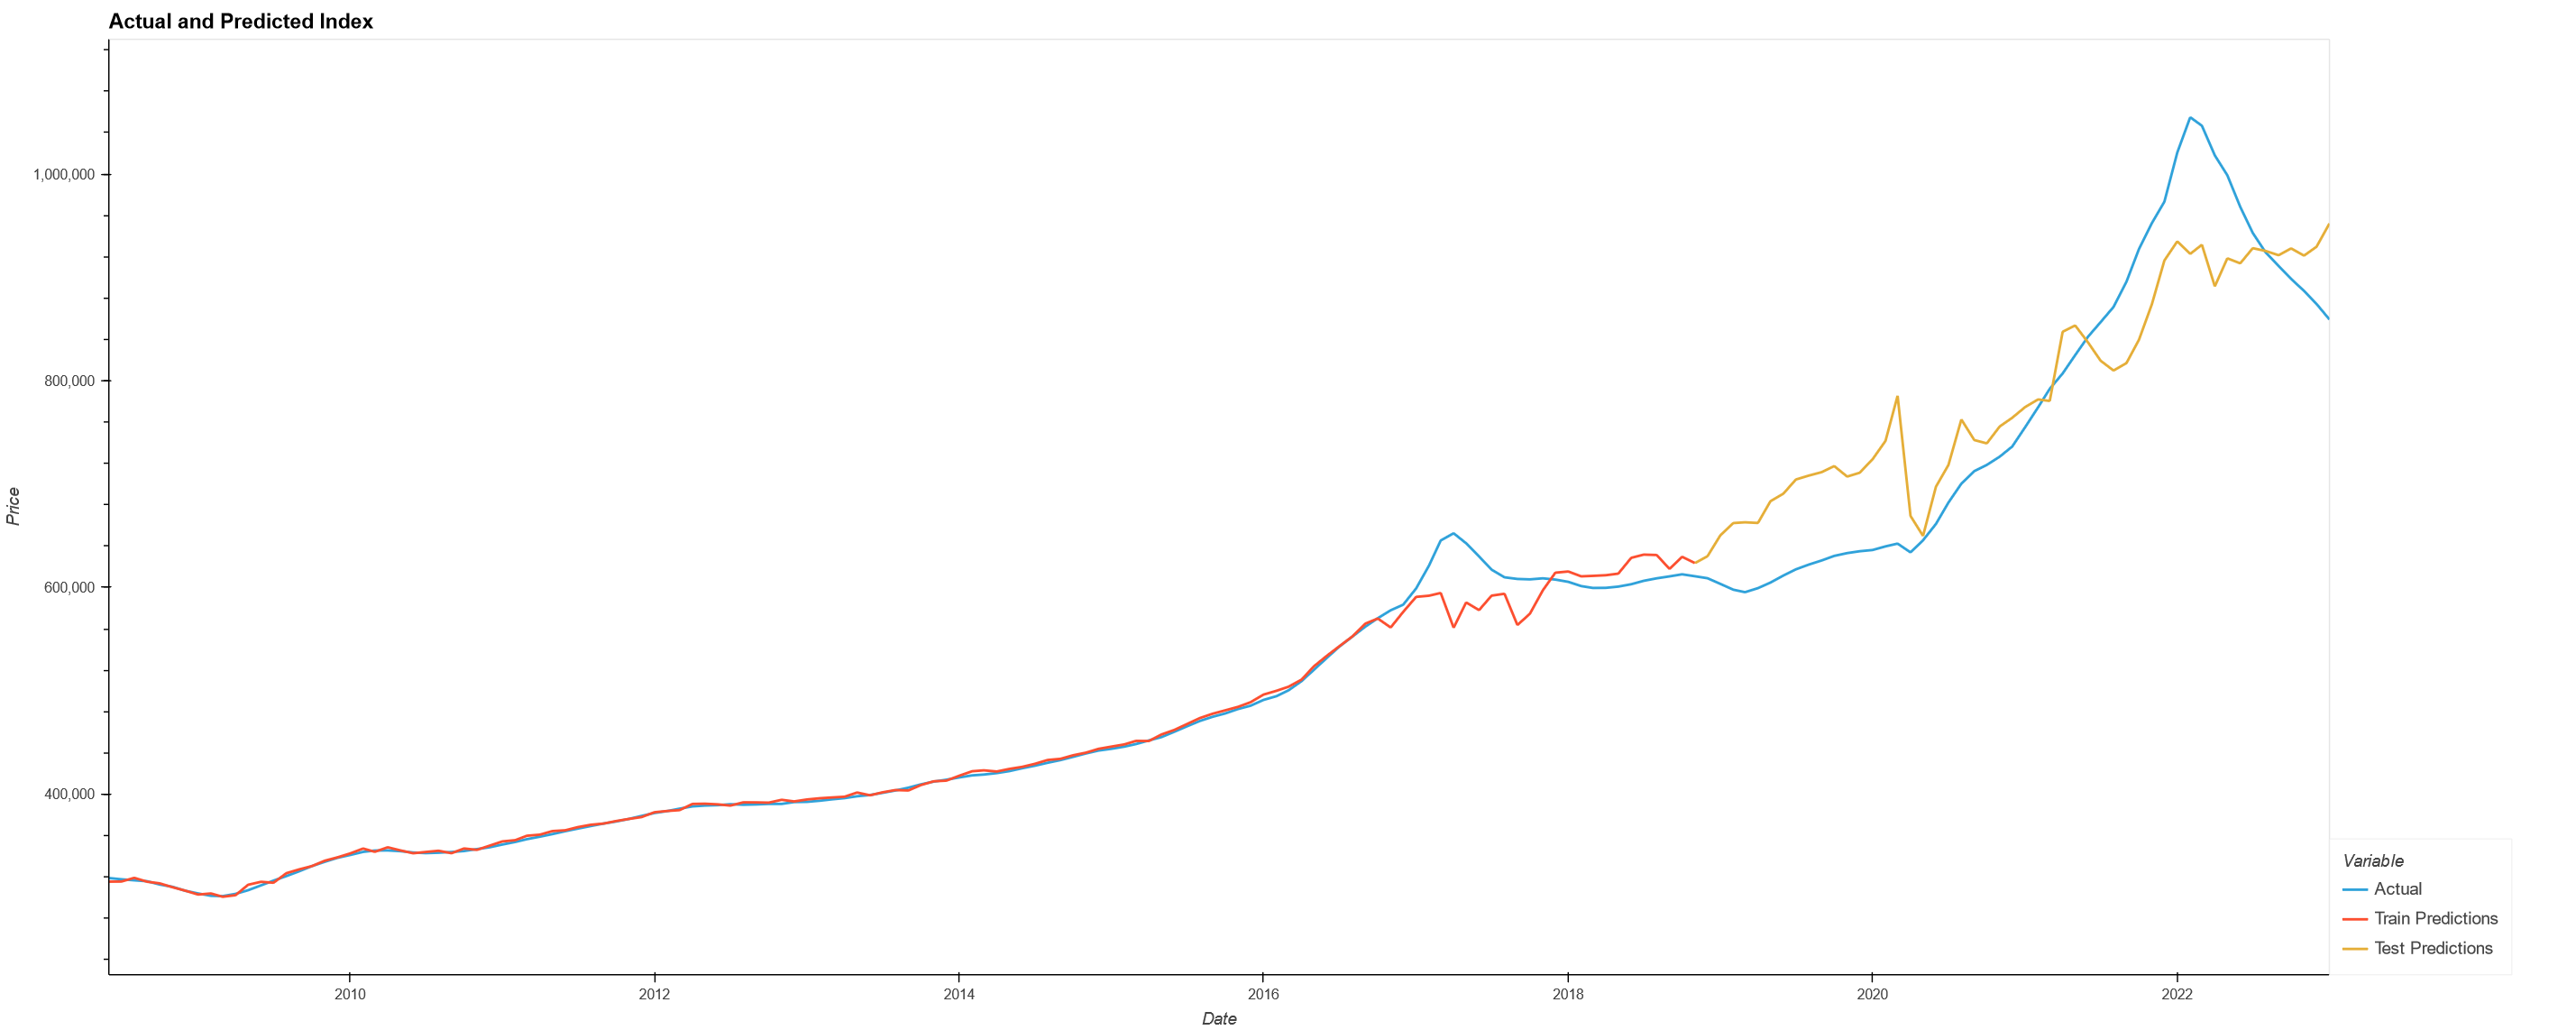 Actual and Predicted Index
1,000,000
800,000
600,000
400,000
Price
2010 2012 2014 2016 2018 2020 2022
Date
Variable
Actual
Train Predictions
Test Predictions